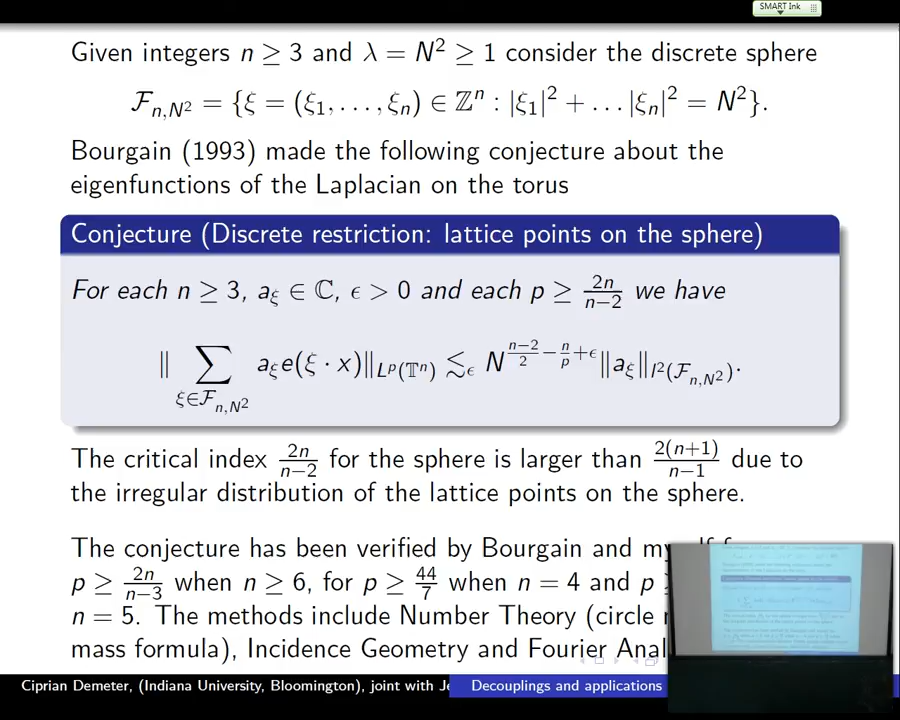 SMART Ink
Given integers n ≥ 3 and λ = N² ≥ 1 consider the discrete sphere
ℱ_{n,N²} = {ξ = (ξ₁, . . . , ξₙ) ∈ ℤⁿ : |ξ₁|² + . . . |ξₙ|² = N²}.
Bourgain (1993) made the following conjecture about the
eigenfunctions of the Laplacian on the torus
Conjecture (Discrete restriction: lattice points on the sphere)
For each n ≥ 3, a_ξ ∈ ℂ, ϵ > 0 and each p ≥ 2n/(n−2) we have
‖ ∑_{ξ∈ℱ_{n,N²}} a_ξ e(ξ · x)‖_{L^p(𝕋ⁿ)} ≲_ϵ N^{(n−2)/2 − n/p + ϵ} ‖a_ξ‖_{l²(ℱ_{n,N²})}.
The critical index 2n/(n−2) for the sphere is larger than 2(n+1)/(n−1) due to
the irregular distribution of the lattice points on the sphere.
The conjecture has been verified by Bourgain and
p ≥ 2n/(n−3) when n ≥ 6, for p ≥ 44/7 when n = 4 and p
n = 5. The methods include Number Theory (circle
mass formula), Incidence Geometry and Fourier
Ciprian Demeter, (Indiana University, Bloomington), joint with
Decouplings and applications